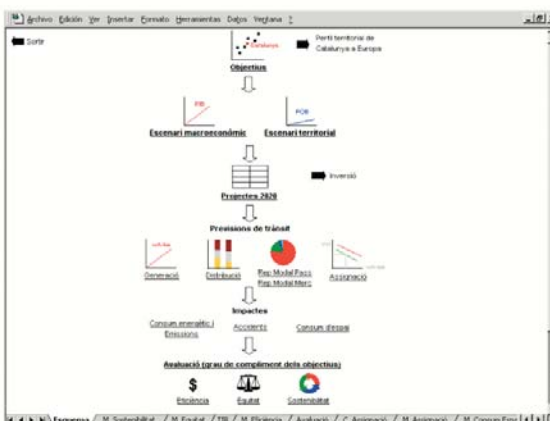 Archivo Edición Ver Insertar Formato Herramientas Datos Ventana ?
Sortir
Catalunya
Perfil territorial de
Catalunya a Europa
Objectius
PIB
POB
Escenari macroeconòmic
Escenari territorial
Projectes 2020
Inversió
Previsions de trànsit
Generació
Distribució
Rep Modal Pass
Rep Modal Merc
Assignació
Impactes
Consum energètic i
Emissions
Accidents
Consum d'espai
Avaluació (grau de compliment dels objectius)
$
Eficiència
Equitat
Sostenibilitat
Esquema / M. Sostenibilitat / M. Equitat / TIR / M. Eficiència / Avaluació / C. Assignació / M. Assignació / M. Consum Espa